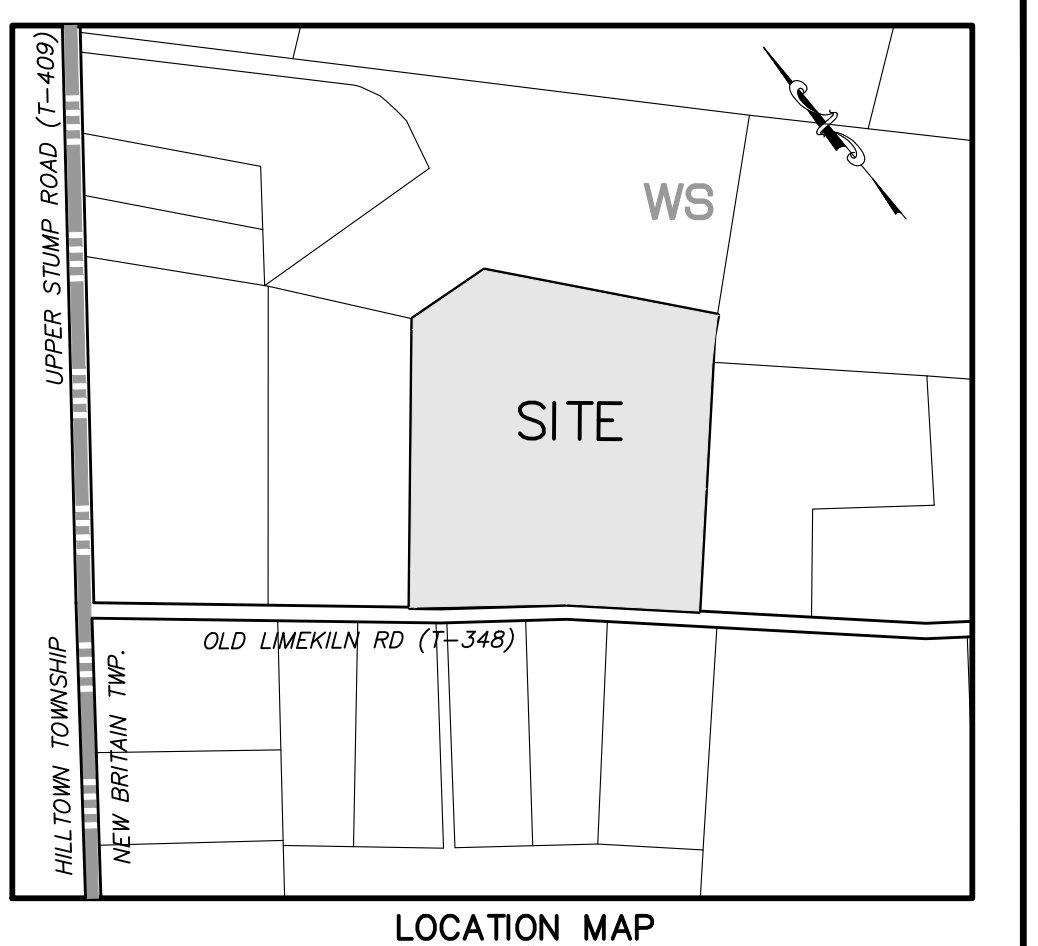 UPPER STUMP ROAD (T-409)
WS
SITE
OLD LIMEKILN RD (T-348)
HILLTOWN TOWNSHIP
NEW BRITAIN TWP.
LOCATION MAP